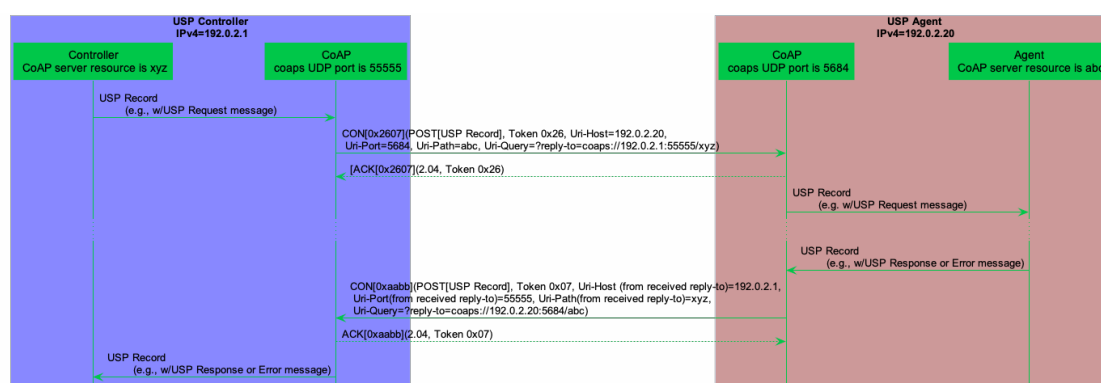 USP Controller
IPv4=192.0.2.1
USP Agent
IPv4=192.0.2.20
Controller
CoAP server resource is xyz
CoAP
coaps UDP port is 55555
CoAP
coaps UDP port is 5684
Agent
CoAP server resource is abc
USP Record
(e.g., w/USP Request message)
CON[0x2607](POST[USP Record], Token 0x26, Uri-Host=192.0.2.20,
Uri-Port=5684, Uri-Path=abc, Uri-Query=?reply-to=coaps://192.0.2.1:55555/xyz)
[ACK[0x2607](2.04, Token 0x26)
USP Record
(e.g. w/USP Request message)
USP Record
(e.g., w/USP Response or Error message)
CON[0xaabb](POST[USP Record], Token 0x07, Uri-Host (from received reply-to)=192.0.2.1,
Uri-Port(from received reply-to)=55555, Uri-Path(from received reply-to)=xyz,
Uri-Query=?reply-to=coaps://192.0.2.20:5684/abc)
ACK[0xaabb](2.04, Token 0x07)
USP Record
(e.g., w/USP Response or Error message)